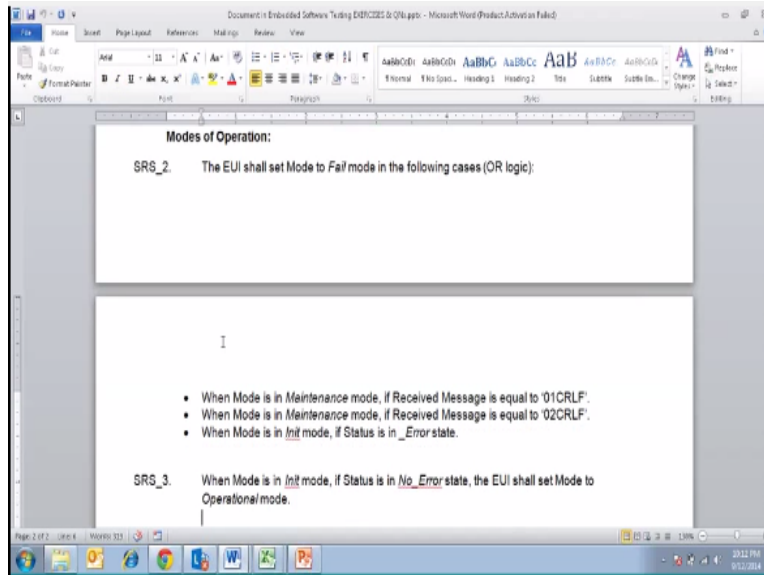 Document in Embedded Software Testing EXERCISES & QNs.pptx - Microsoft Word (Product Activation Failed)
File Home Insert Page Layout References Mailings Review View
Cut
Copy
Paste
Format Painter
Clipboard
Arial 11
Font
Paragraph
AaBbCcDc AaBbCcDc AaBbC AaBbCc AaB AaBbCc AaBbCcDc
¶ Normal ¶ No Spaci... Heading 1 Heading 2 Title Subtitle Subtle Em...
Styles
Change Styles
Find
Replace
Select
Editing
Modes of Operation:
SRS_2. The EUI shall set Mode to Fail mode in the following cases (OR logic):
• When Mode is in Maintenance mode, if Received Message is equal to '01CRLF'.
• When Mode is in Maintenance mode, if Received Message is equal to '02CRLF'.
• When Mode is in Init mode, if Status is in _Error state.
SRS_3. When Mode is in Init mode, if Status is in No_Error state, the EUI shall set Mode to
Operational mode.
Page: 2 of 2 Line: 4 Words: 315
130%
10:12 PM
9/12/2014